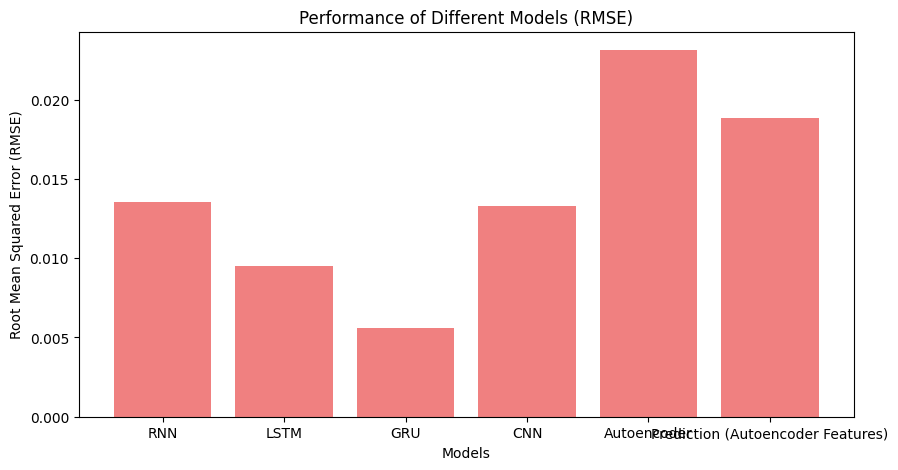 Performance of Different Models (RMSE)
Root Mean Squared Error (RMSE)
0.020
0.015
0.010
0.005
0.000
RNN LSTM GRU CNN Autoencoder Prediction (Autoencoder Features)
Models